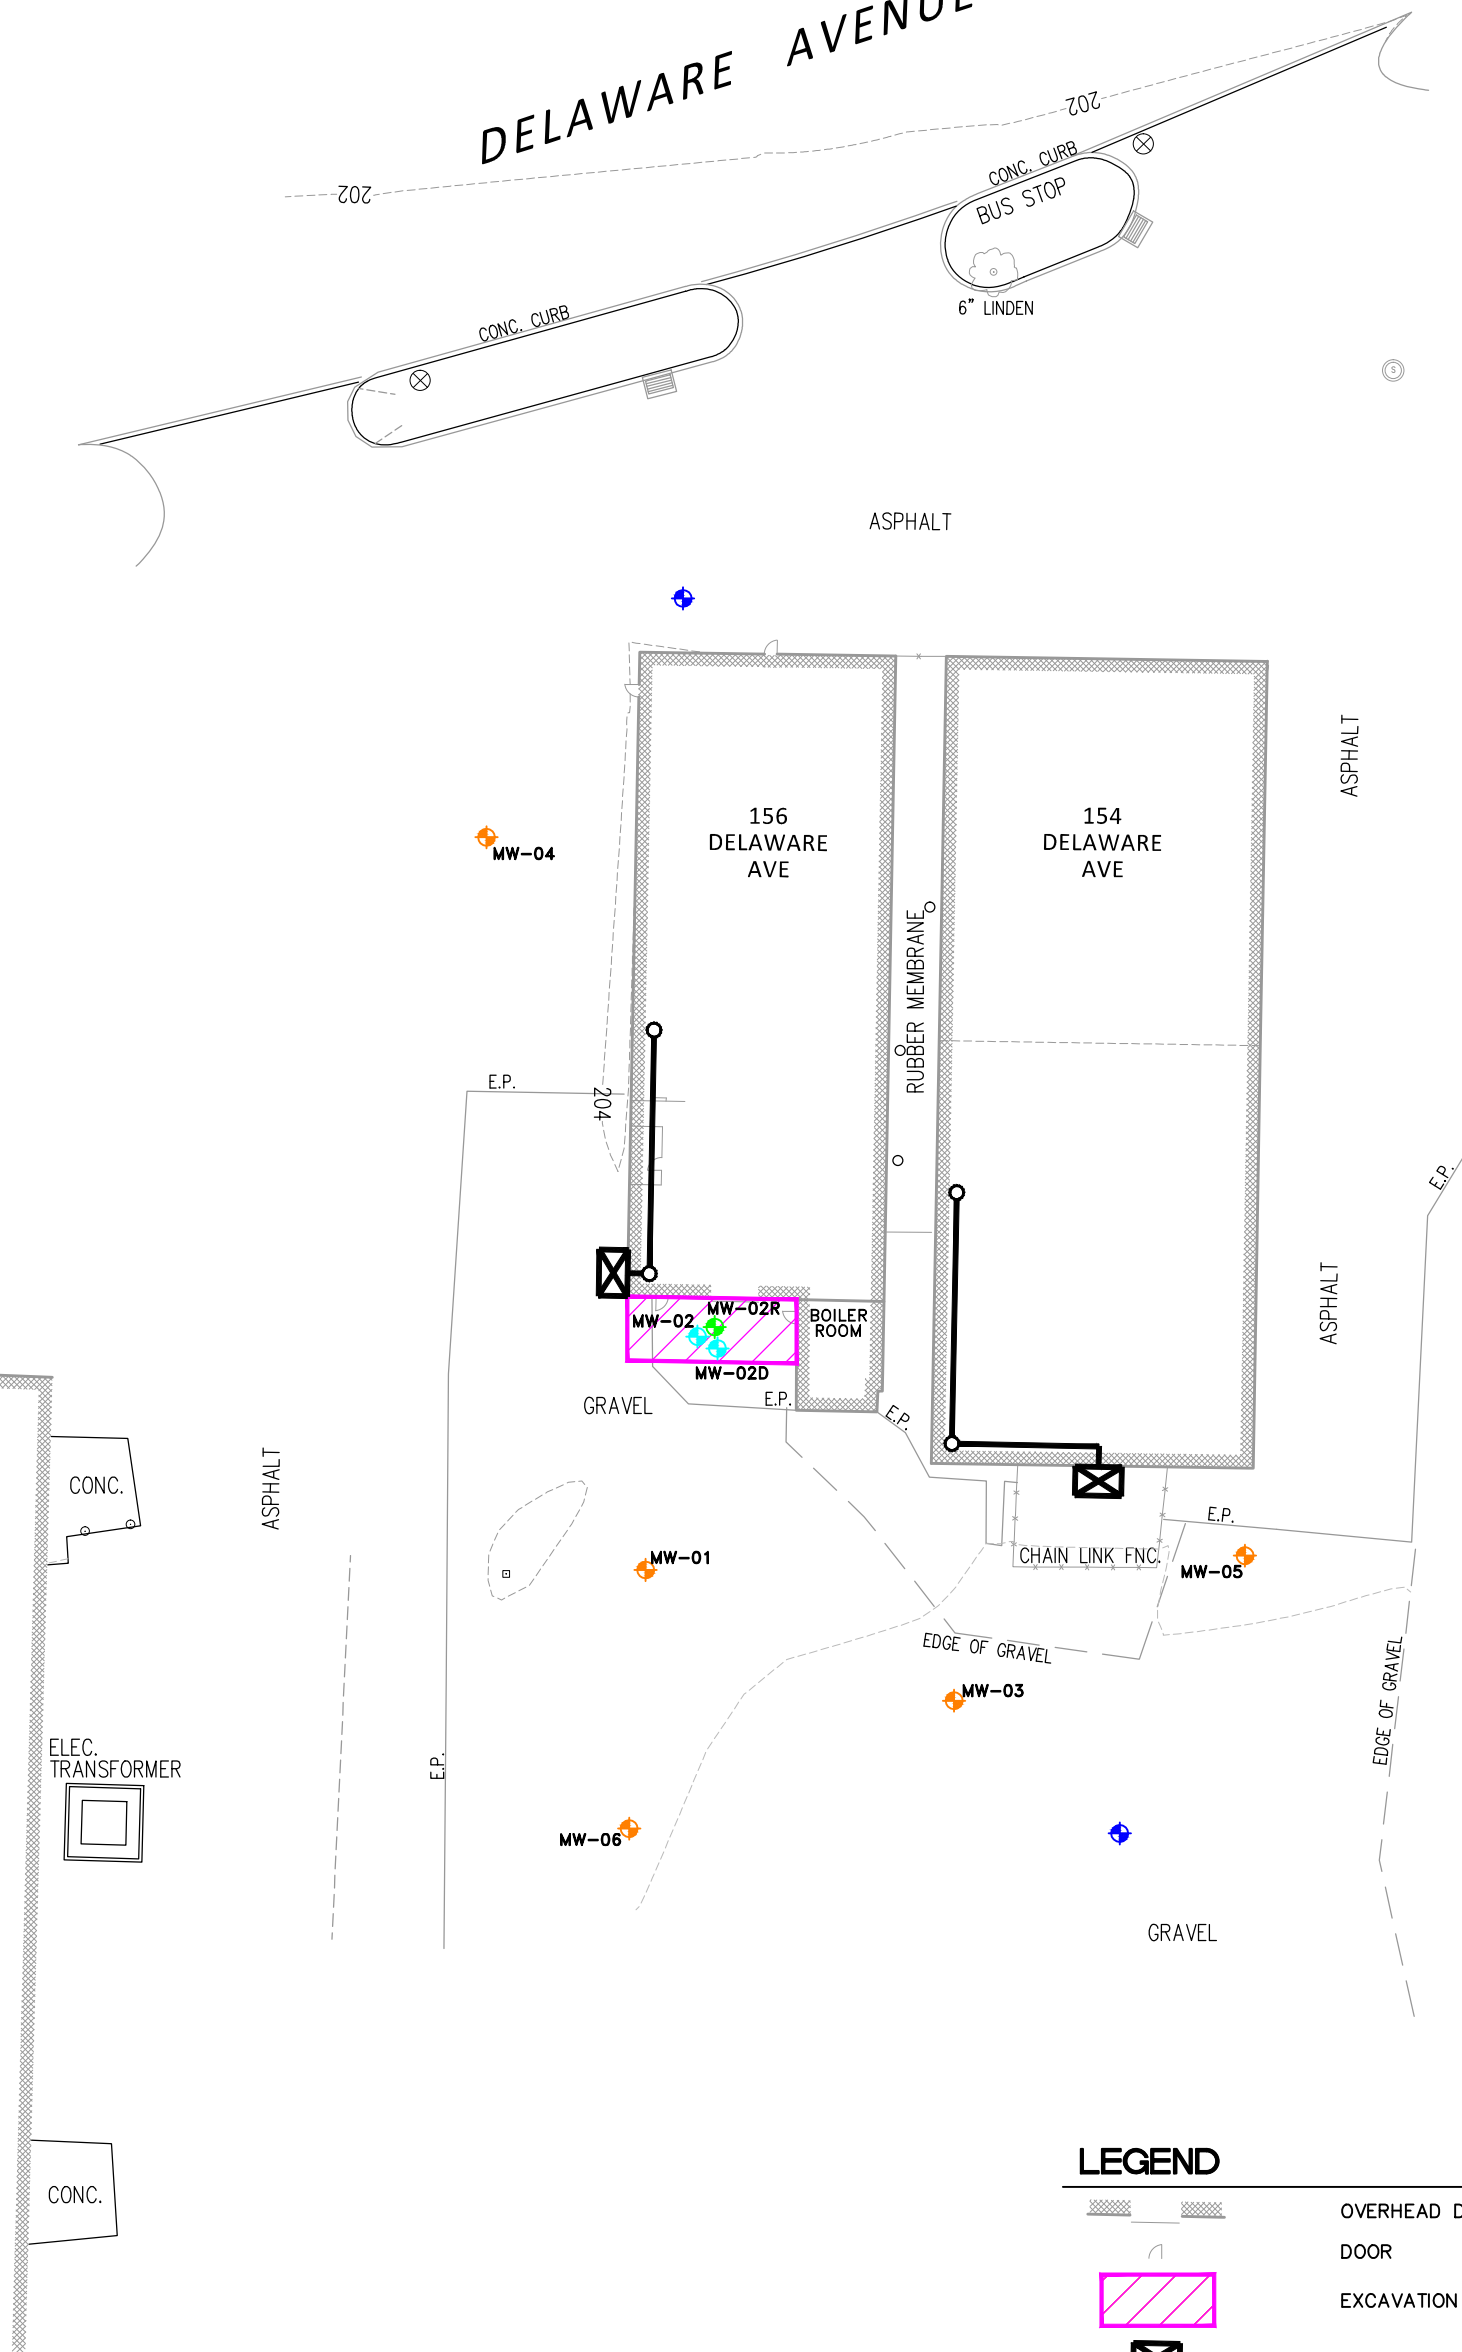 DELAWARE AVENUE
202
202
CONC. CURB
BUS STOP
6" LINDEN
CONC. CURB
S
ASPHALT
ASPHALT
156
DELAWARE
AVE
154
DELAWARE
AVE
MW-04
RUBBER MEMBRANE
E.P.
204
E.P.
ASPHALT
MW-02R
MW-02
BOILER
ROOM
MW-02D
E.P.
GRAVEL
E.P.
ASPHALT
CONC.
E.P.
MW-01
CHAIN LINK FNC.
MW-05
EDGE OF GRAVEL
EDGE OF GRAVEL
MW-03
ELEC.
TRANSFORMER
E.P.
MW-06
GRAVEL
LEGEND
CONC.
OVERHEAD
DOOR
EXCAVATION